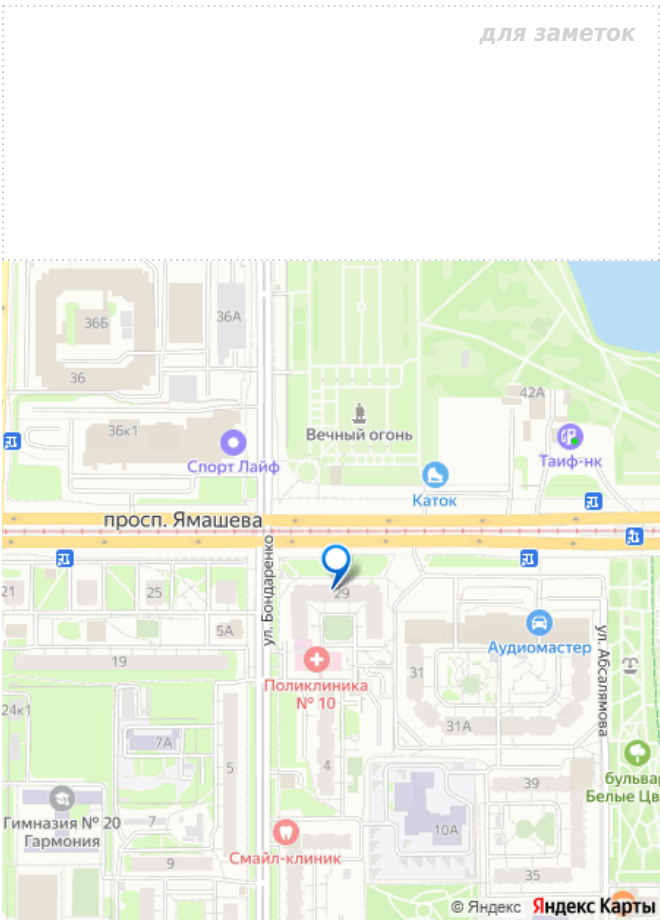 для заметок
36Б
36А
36
42А
36к1
Вечный огонь
Спорт Лайф
Таиф-нк
Каток
просп. Ямашева
ул. Бондаренко
21
25
29
5А
19
Аудиомастер
ул. Абсалямова
Поликлиника
№ 10
31
24к1
31А
7А
5
4
бульвар
Белые Цв
39
Гимназия № 20
Гармония
7
10А
Смайл-клиник
9
35
© Яндекс Яндекс Карты